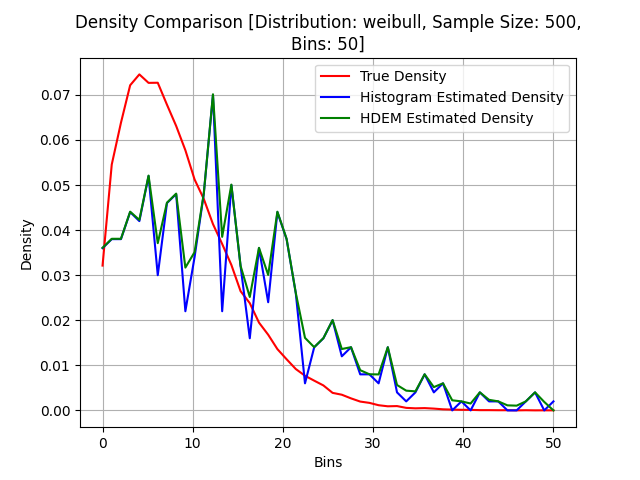 Density Comparison [Distribution: weibull, Sample Size: 500,
Bins: 50]
True Density
Histogram Estimated Density
HDEM Estimated Density
Density
0.07
0.06
0.05
0.04
0.03
0.02
0.01
0.00
0 10 20 30 40 50
Bins